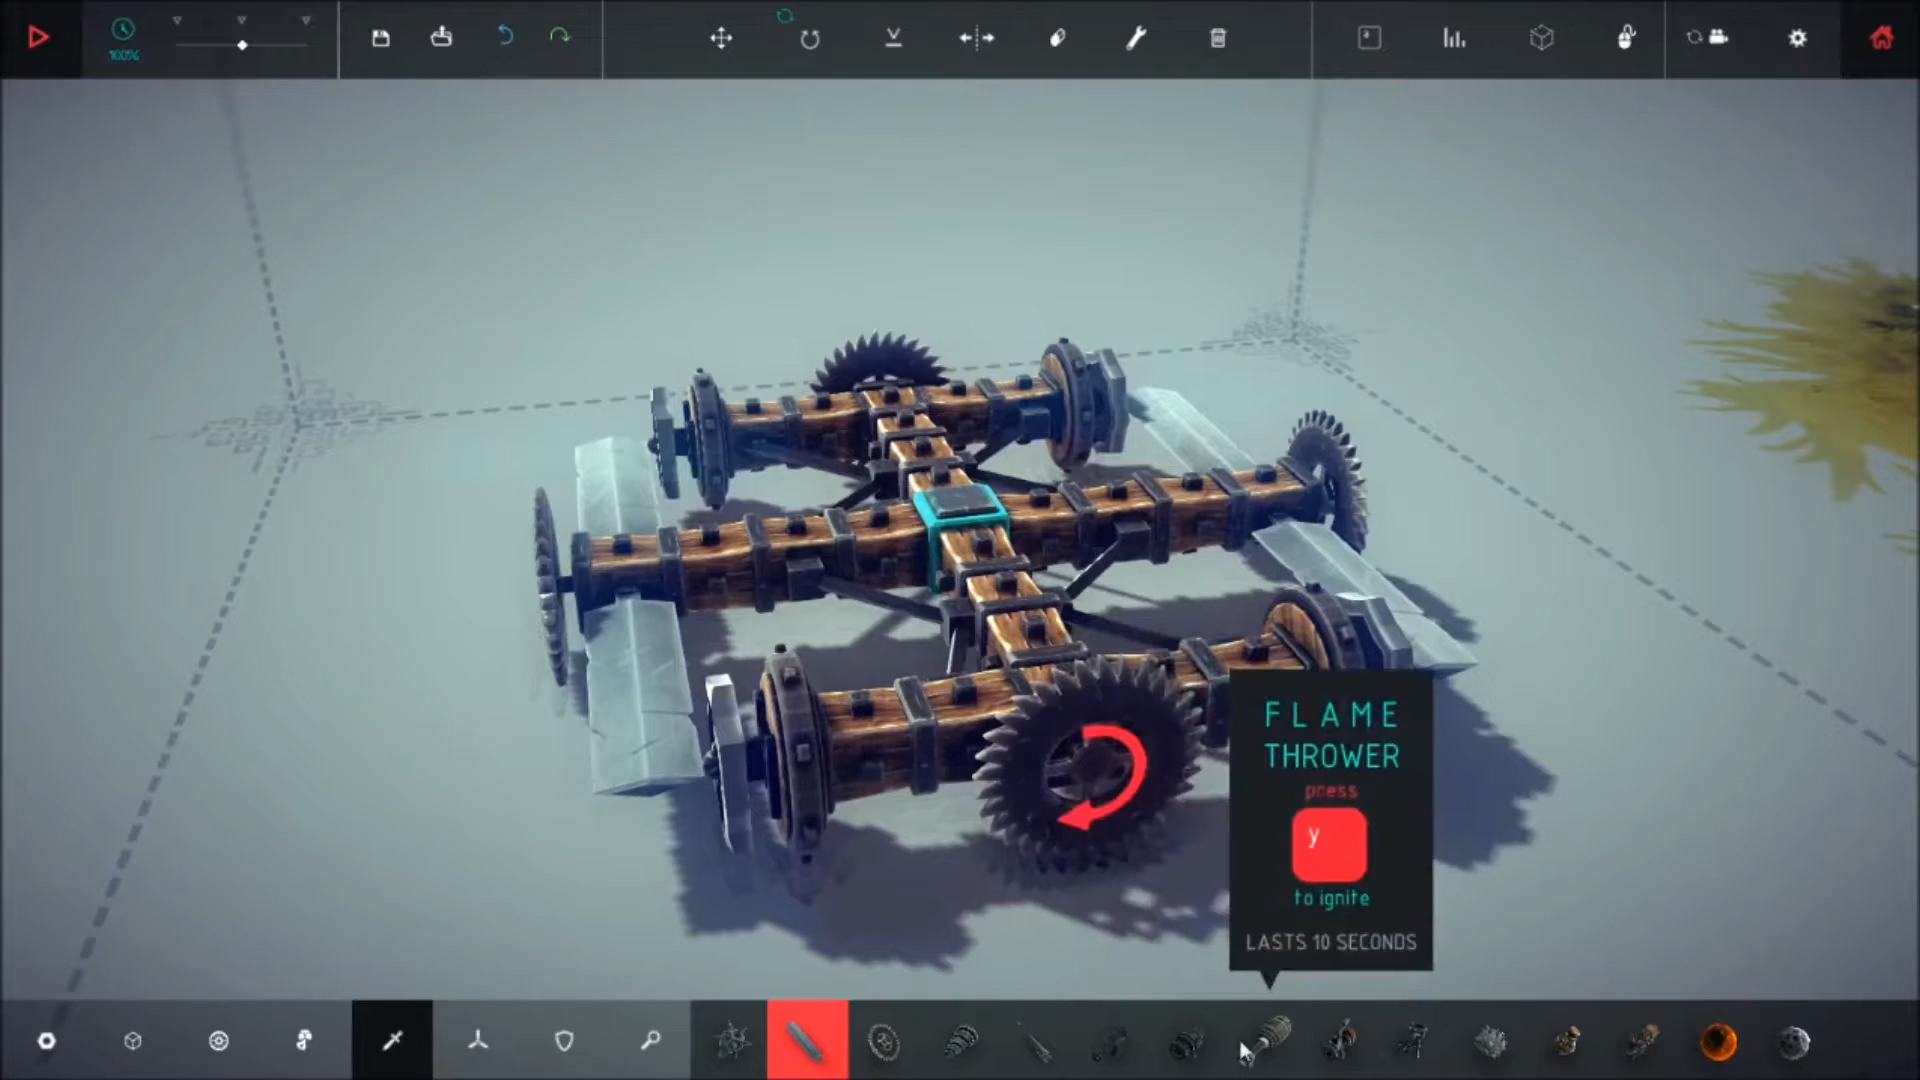 100%
FLAME
THROWER
press
y
to ignite
LASTS 10 SECONDS